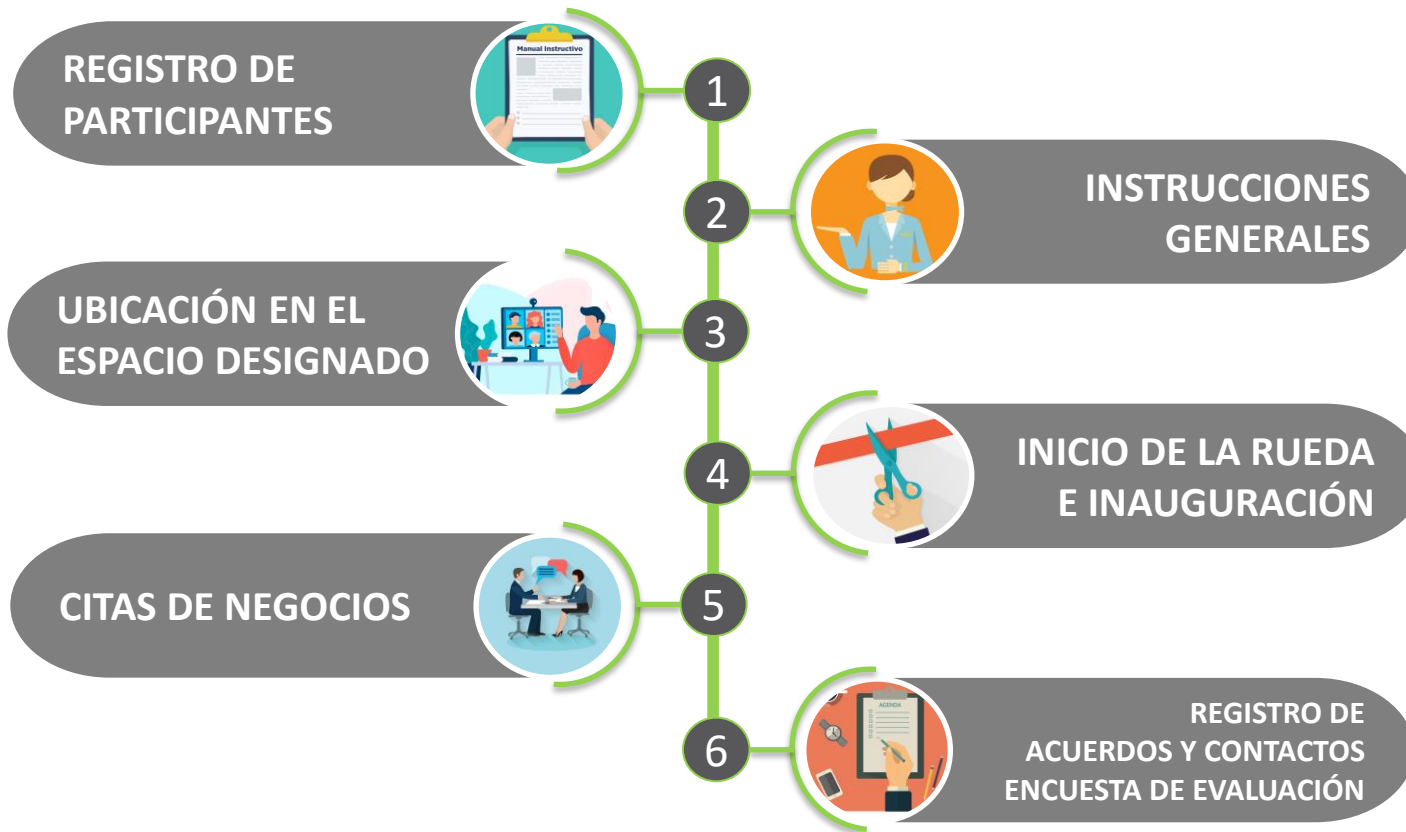 REGISTRO DE
PARTICIPANTES
Manual Instructivo
1
2
INSTRUCCIONES
GENERALES
UBICACIÓN EN EL
ESPACIO DESIGNADO
3
4
INICIO DE LA RUEDA
E INAUGURACIÓN
CITAS DE NEGOCIOS
5
6
AGENDA
REGISTRO DE
ACUERDOS Y CONTACTOS
ENCUESTA DE EVALUACIÓN